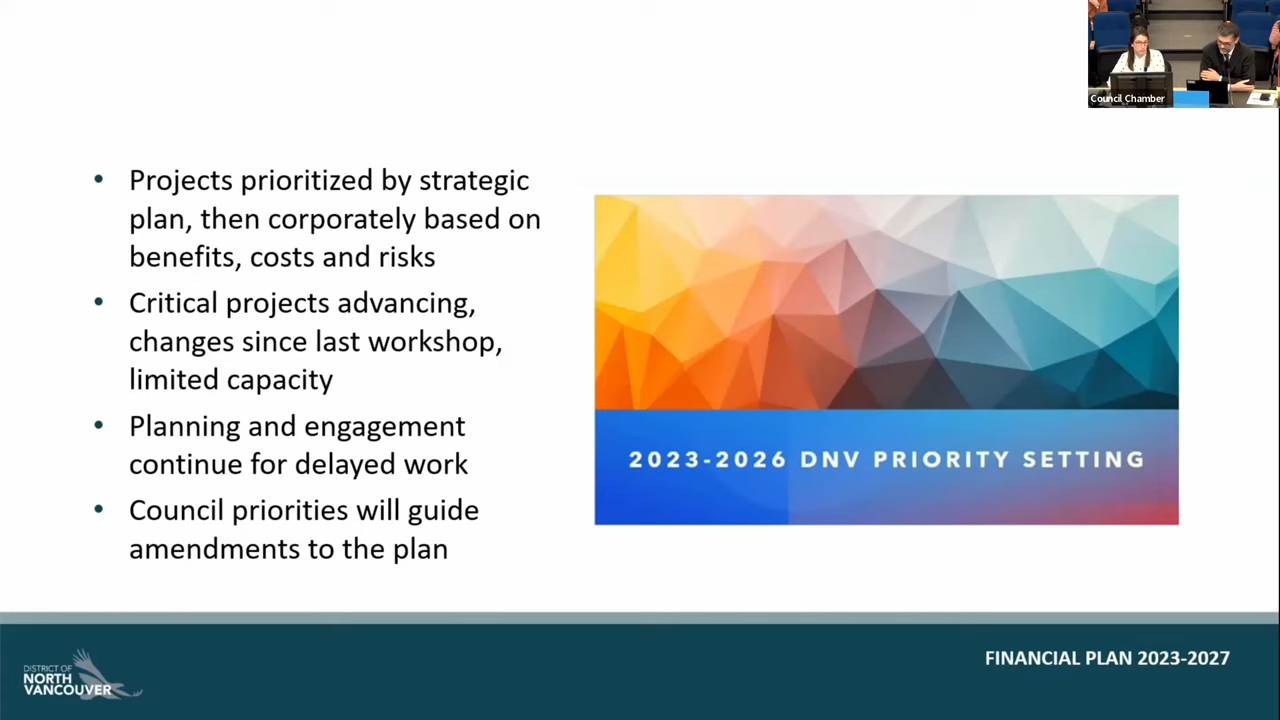 Council Chamber
• Projects prioritized by strategic
plan, then corporately based on
benefits, costs and risks
• Critical projects advancing,
changes since last workshop,
limited capacity
• Planning and engagement
continue for delayed work
• Council priorities will guide
amendments to the plan
2023-2026 DNV PRIORITY SETTING
DISTRICT OF
NORTH
VANCOUVER
FINANCIAL PLAN 2023-2027